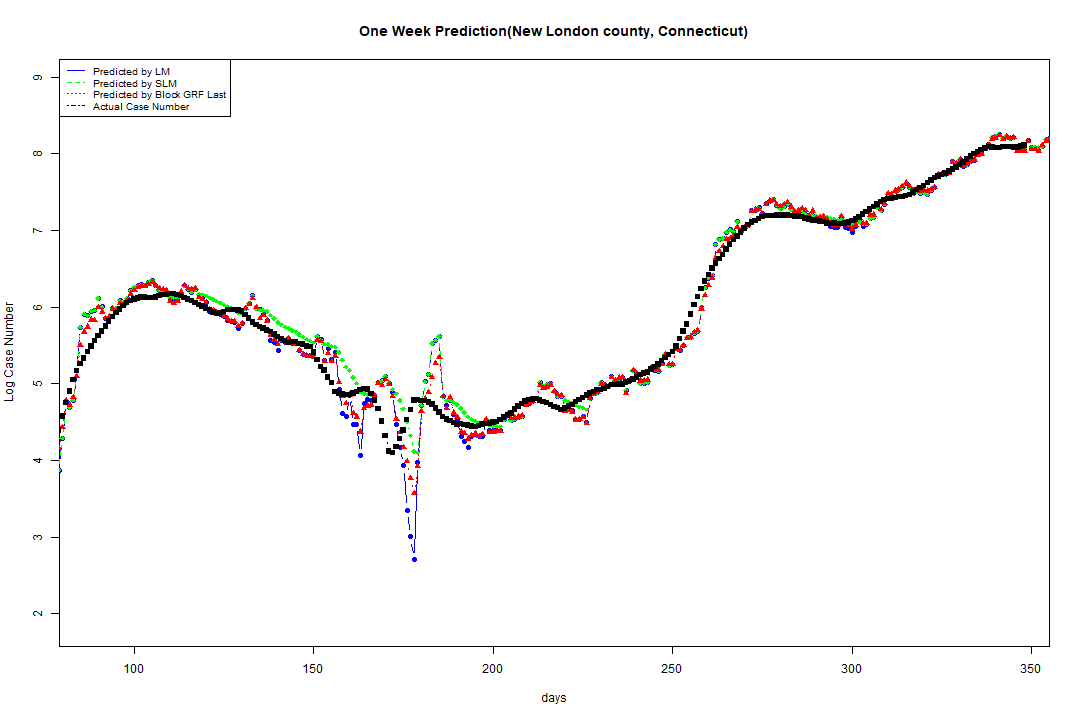 One Week Prediction(New London county, Connecticut)
Predicted by LM
Predicted by SLM
Predicted by Block GRF Last
Actual Case Number
9
8
7
6
5
4
3
2
Log Case Number
100 150 200 250 300 350
days